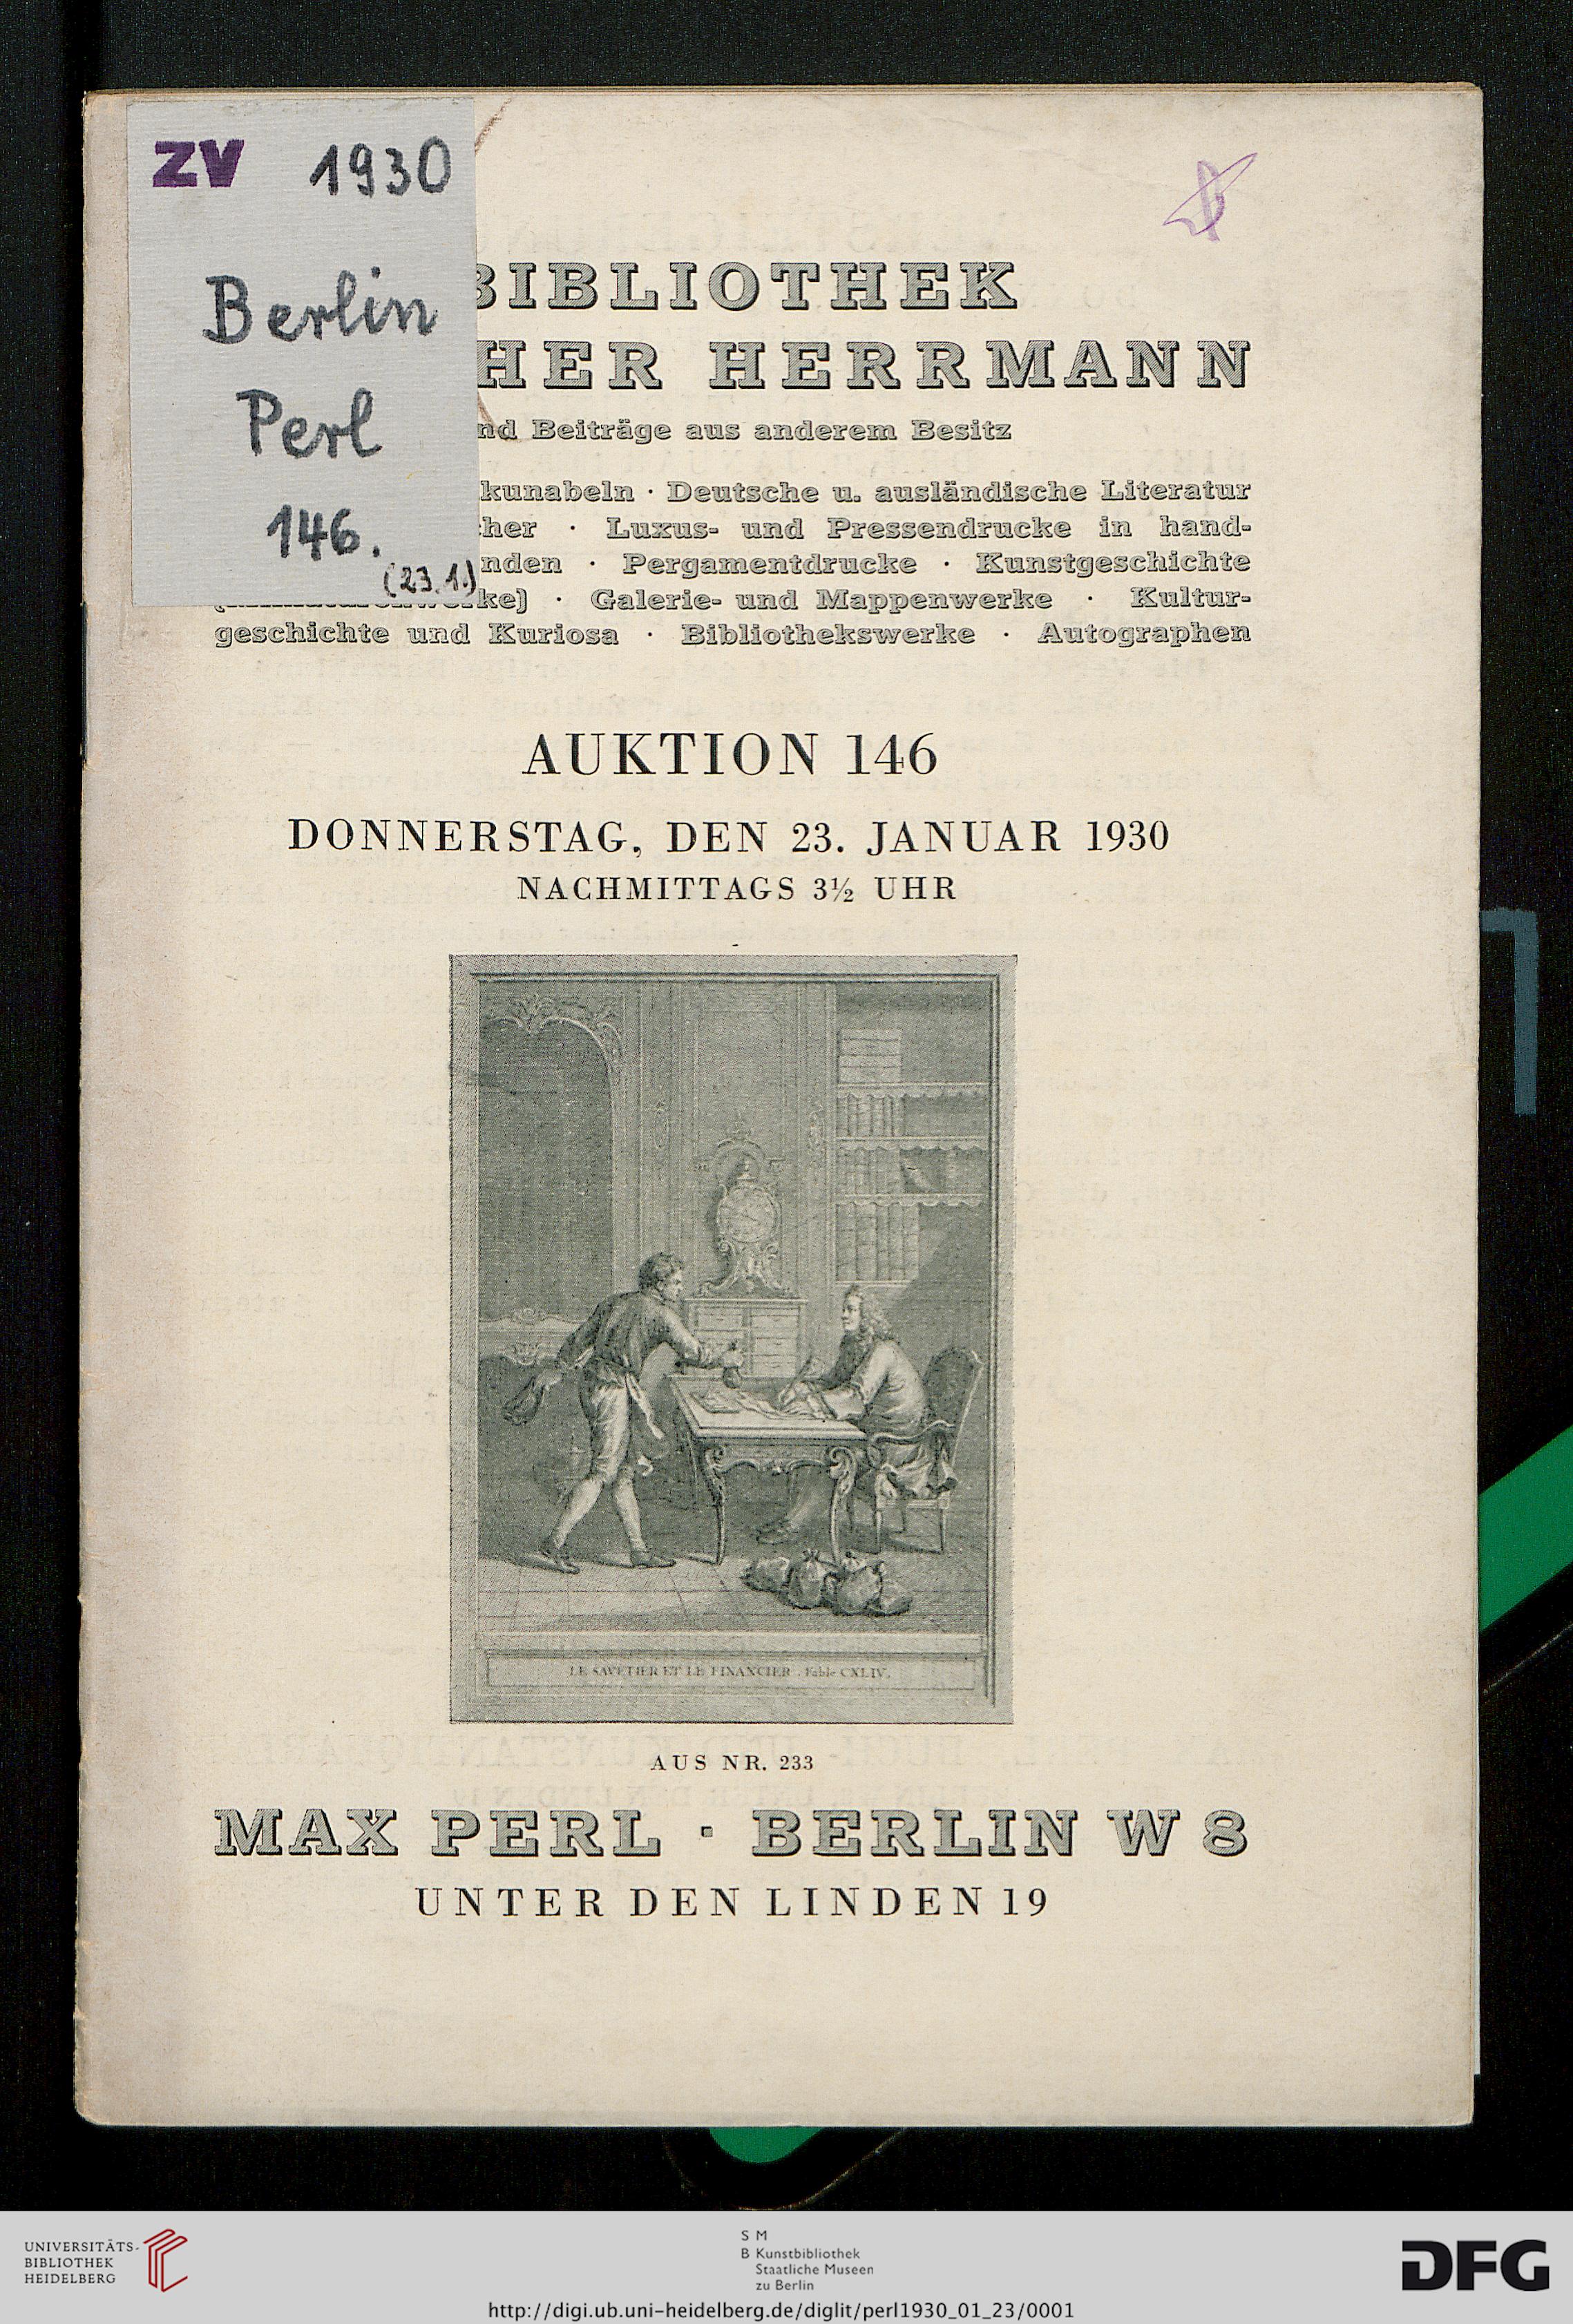 ZV 1930
Berlin
Perl
146.
(23.1.)
BIBLIOTHEK
HER HERRMANN
nd Beiträge aus anderem Besitz
kunabeln · Deutsche u. ausländische Literatur
cher · Luxus- und Pressendrucke in hand-
nden · Pergamentdrucke · Kunstgeschichte
ke) · Galerie- und Mappenwerke · Kultur-
geschichte und Kuriosa · Bibliothekswerke · Autographen
AUKTION 146
DONNERSTAG, DEN 23. JANUAR 1930
NACHMITTAGS 3½ UHR
LE SAVETIER ET LE FINANCIER . Fable CXLIV.
AUS NR. 233
MAX PERL · BERLIN W 8
UNTER DEN LINDEN 19
UNIVERSITÄTS-
BIBLIOTHEK
HEIDELBERG
S M
B Kunstbibliothek
Staatliche Museen
zu Berlin
DFG
http://digi.ub.uni-heidelberg.de/diglit/perl1930_01_23/0001